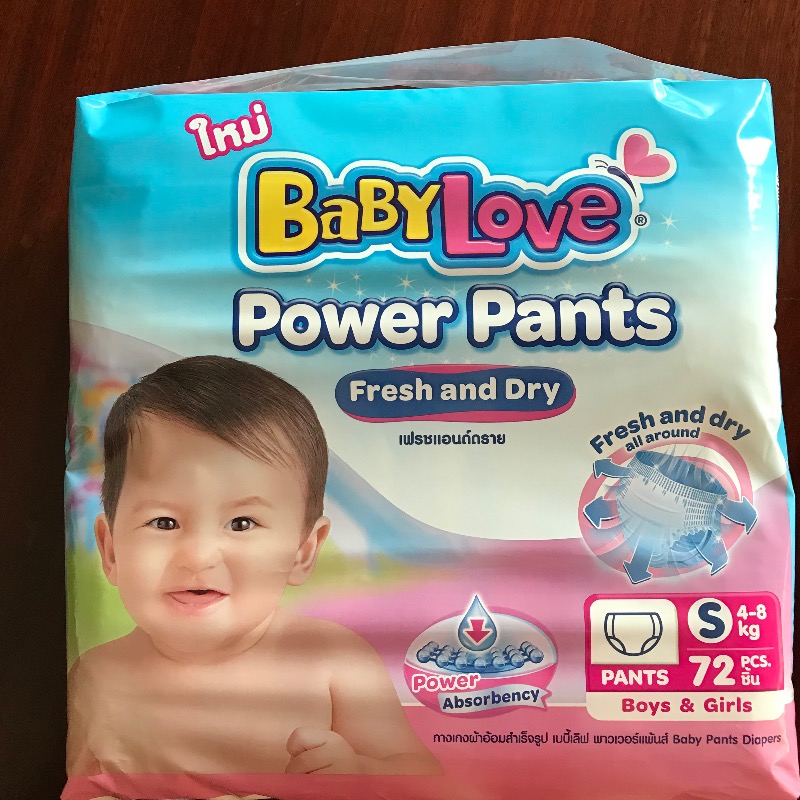 ใหม่
BaBYLove®
Power Pants
Fresh and Dry
เฟรชแอนด์ดราย
Fresh and dry
all around
S 4-8 kg
PANTS
72 PCS. ชิ้น
Boys & Girls
Power
Absorbency
กางเกงผ้าอ้อมสำเร็จรูป เบบี้เลิฟ พาวเวอร์แพ้นส์ Baby Pants Diapers